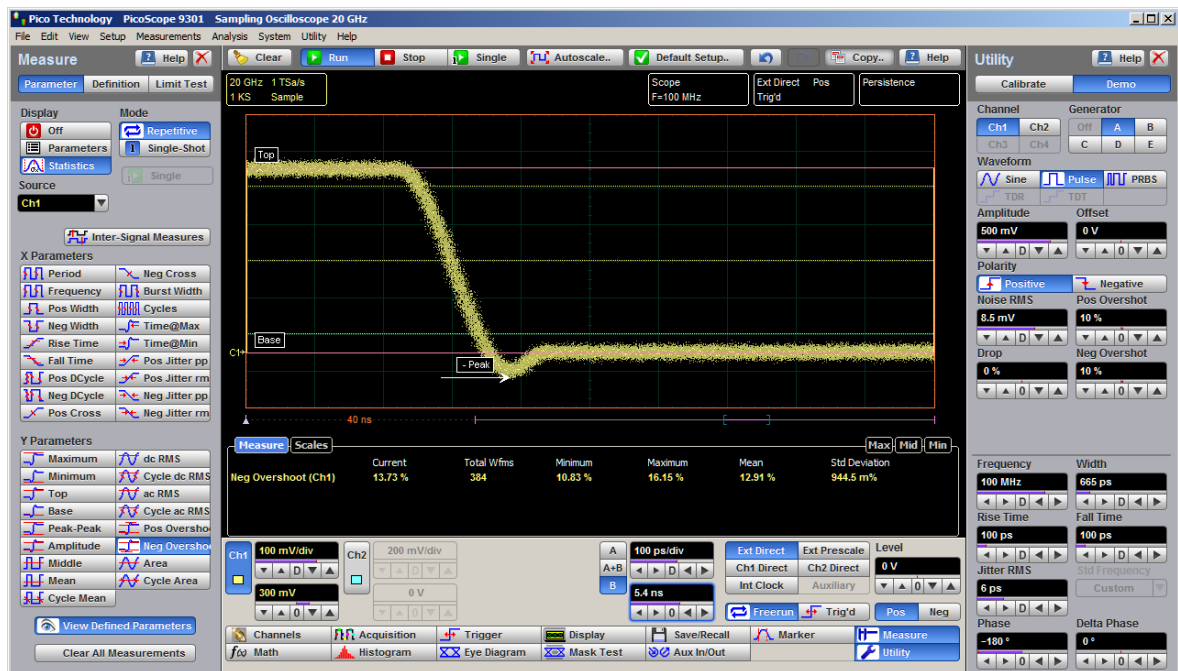 Pico Technology PicoScope 9301 Sampling Oscilloscope 20 GHz
File Edit View Setup Measurements Analysis System Utility Help
Measure Help
Parameter Definition Limit Test
Display Mode
Off Repetitive
Parameters Single-Shot
Statistics Single
Source
Ch1
Inter-Signal Measures
X Parameters
Period Neg Cross
Frequency Burst Width
Pos Width Cycles
Neg Width Time@Max
Rise Time Time@Min
Fall Time Pos Jitter pp
Pos DCycle Pos Jitter rm
Neg DCycle Neg Jitter pp
Pos Cross Neg Jitter rm
Y Parameters
Maximum dc RMS
Minimum Cycle dc RMS
Top ac RMS
Base Cycle ac RMS
Peak-Peak Pos Oversho
Amplitude Neg Oversho
Middle Area
Mean Cycle Area
Cycle Mean
View Defined Parameters
Clear All Measurements
Clear Run Stop Single Autoscale.. Default Setup.. Copy.. Help
20 GHz 1 TSa/s
1 KS Sample
Scope
F=100 MHz
Ext Direct Pos
Trig'd
Persistence
Top
Base
C1+
- Peak
40 ns
Measure Scales Max Mid Min
Current Total Wfms Minimum Maximum Mean Std Deviation
Neg Overshoot (Ch1) 13.73 % 384 10.83 % 16.15 % 12.91 % 944.5 m%
Ch1 100 mV/div Ch2 200 mV/div A 100 ps/div Ext Direct Ext Prescale Level
D D A+B D Ch1 Direct Ch2 Direct 0 V
300 mV 0 V B 5.4 ns Int Clock Auxiliary 0
0 0 0 Freerun Trig'd Pos Neg
Channels Acquisition Trigger Display Save/Recall Marker Measure
f(x) Math Histogram Eye Diagram Mask Test Aux In/Out Utility
Utility Help
Calibrate Demo
Channel Generator
Ch1 Ch2 Off A B
Ch3 Ch4 C D E
Waveform
Sine Pulse PRBS
TDR TDT
Amplitude Offset
500 mV 0 V
D 0
Polarity
Positive Negative
Noise RMS Pos Overshot
8.5 mV 10 %
D 0
Drop Neg Overshot
0 % 10 %
0 0
Frequency Width
100 MHz 665 ps
D D
Rise Time Fall Time
100 ps 100 ps
D D
Jitter RMS Std Frequency
6 ps Custom
D
Phase Delta Phase
-180 ° 0 °
0 0